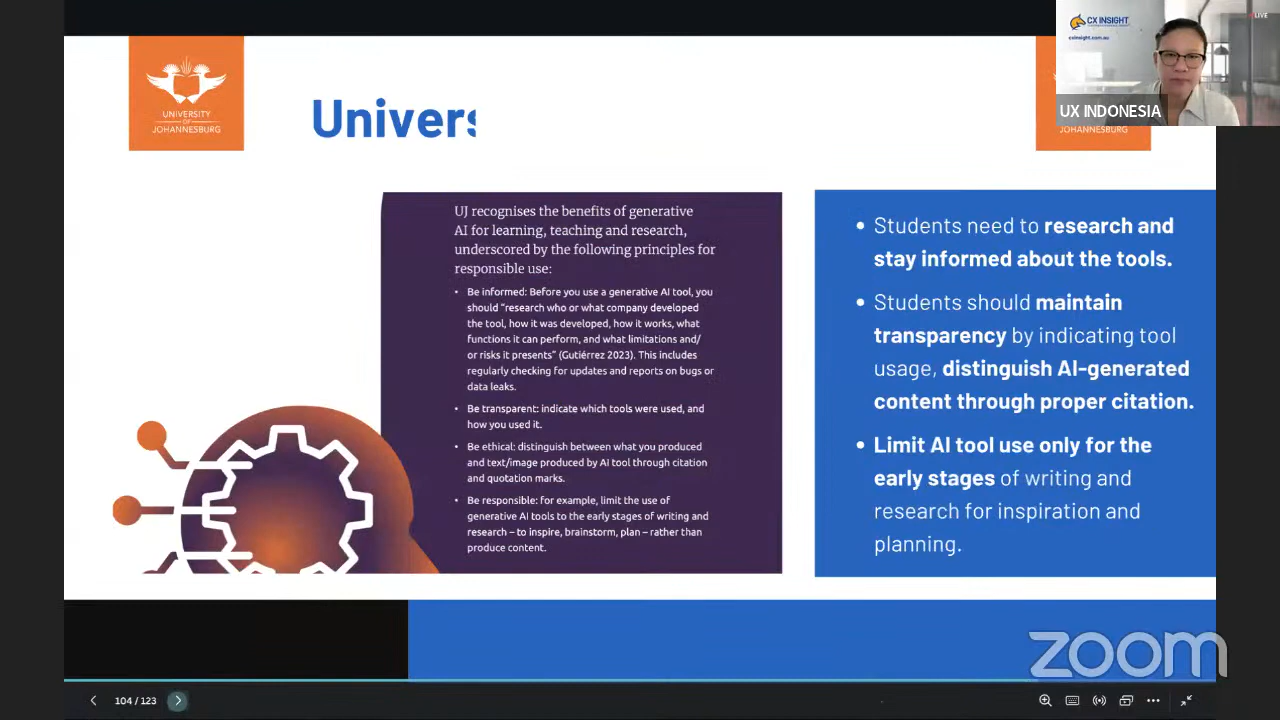 UNIVERSITY
OF
JOHANNESBURG
Univers
JOHANNESBURG
CX INSIGHT
cxinsight.com.au
LIVE
UX INDONESIA
UJ recognises the benefits of generative
AI for learning, teaching and research,
underscored by the following principles for
responsible use:
• Be informed: Before you use a generative AI tool, you
should “research who or what company developed
the tool, how it was developed, how it works, what
functions it can perform, and what limitations and/
or risks it presents” (Gutiérrez 2023). This includes
regularly checking for updates and reports on bugs or
data leaks.
• Be transparent: indicate which tools were used, and
how you used it.
• Be ethical: distinguish between what you produced
and text/image produced by AI tool through citation
and quotation marks.
• Be responsible: for example, limit the use of
generative AI tools to the early stages of writing and
research – to inspire, brainstorm, plan – rather than
produce content.
• Students need to research and
stay informed about the tools.
• Students should maintain
transparency by indicating tool
usage, distinguish AI-generated
content through proper citation.
• Limit AI tool use only for the
early stages of writing and
research for inspiration and
planning.
zoom
104 / 123